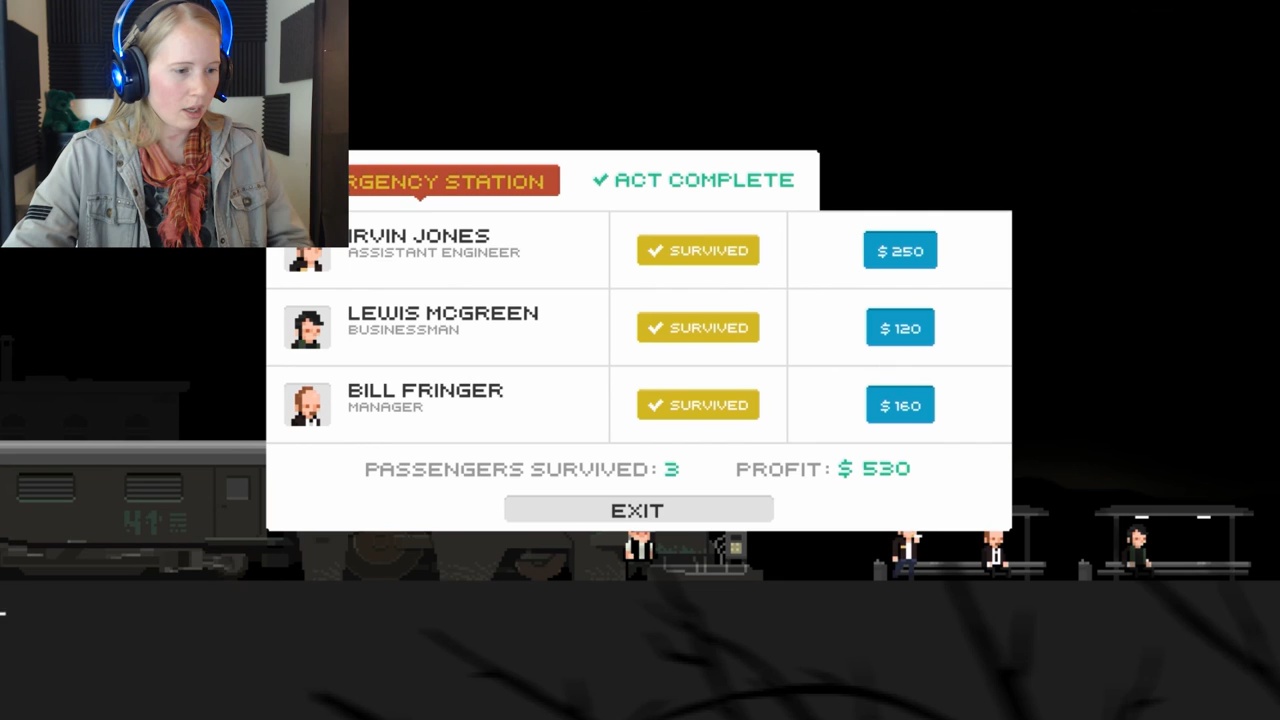 RGENCY STATION
ACT COMPLETE
IRVIN JONES
ASSISTANT ENGINEER
SURVIVED
$ 250
LEWIS MCGREEN
BUSINESSMAN
SURVIVED
$ 120
BILL FRINGER
MANAGER
SURVIVED
$ 160
PASSENGERS SURVIVED: 3
PROFIT: $ 530
EXIT
41